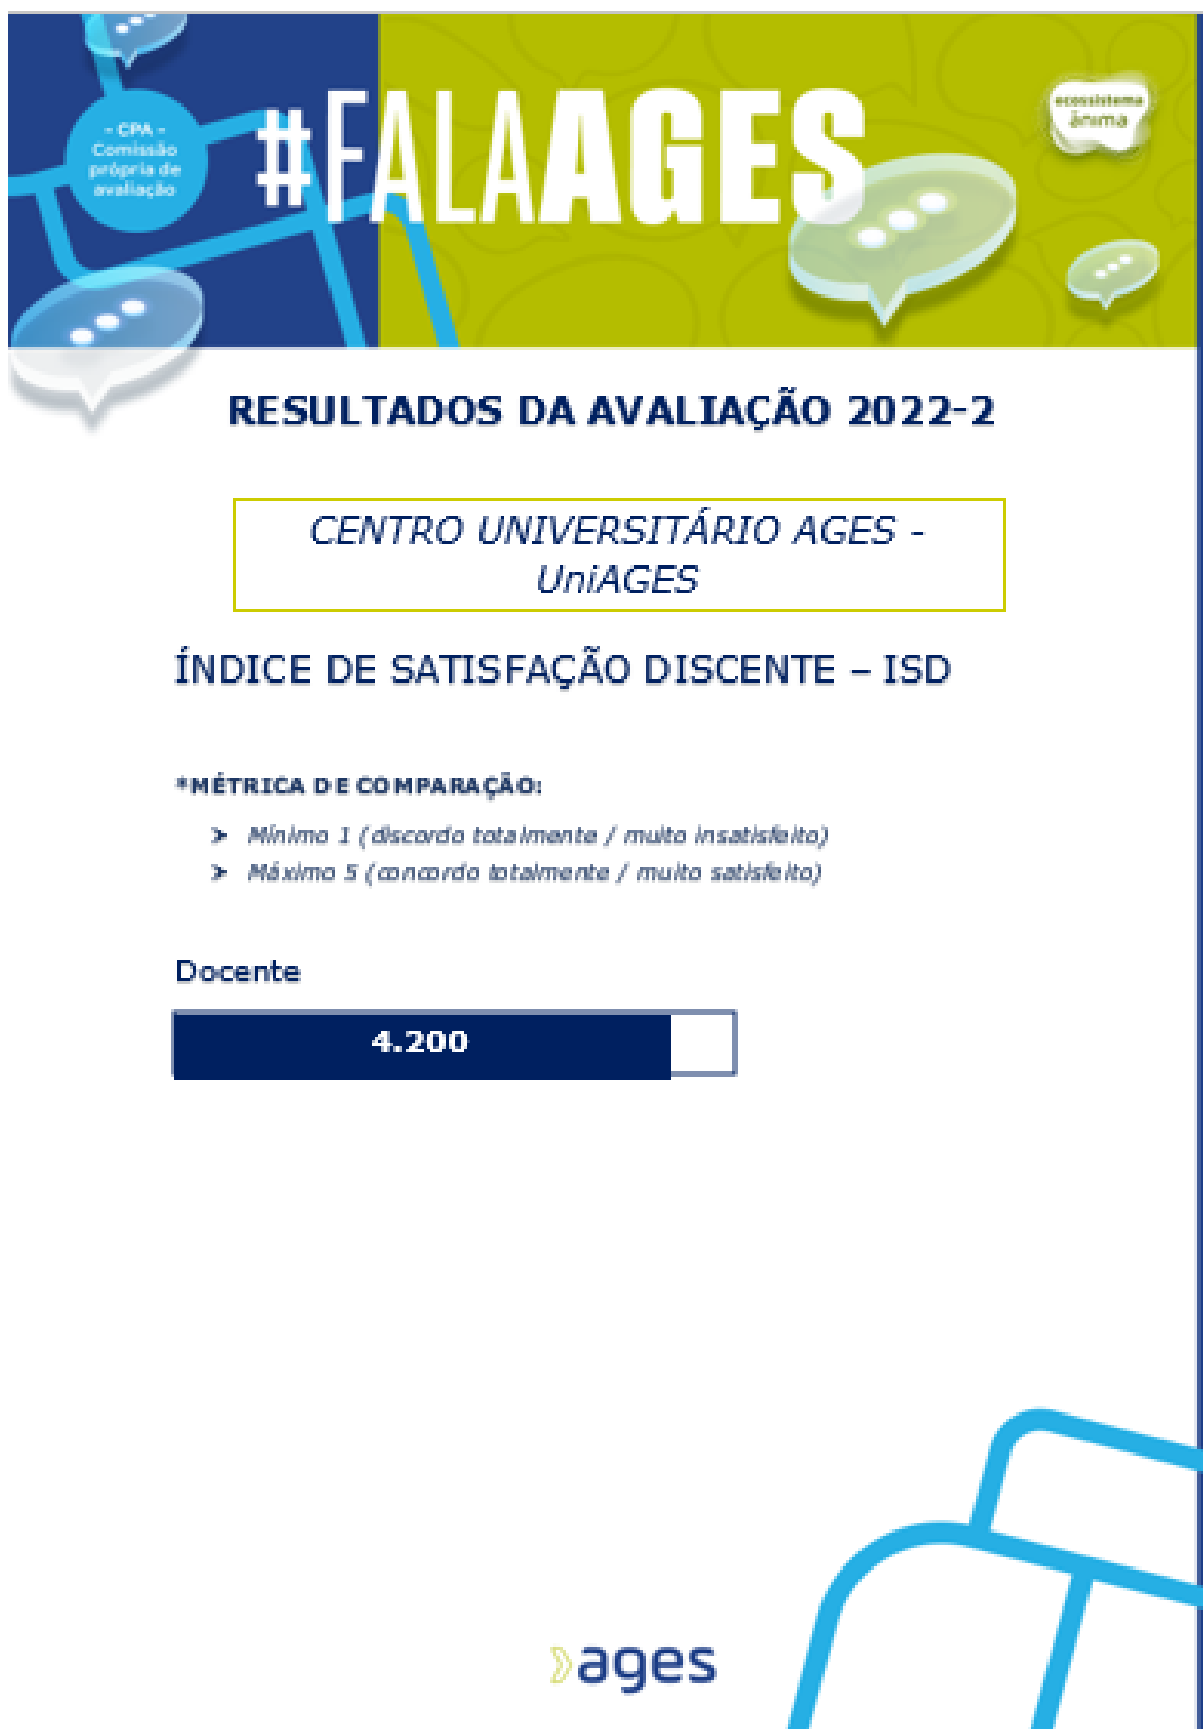 - CPA -
Comissão
própria de
avaliação
#FALAAGES
ecossistema
ânima
RESULTADOS DA AVALIAÇÃO 2022-2
CENTRO UNIVERSITÁRIO AGES -
UniAGES
ÍNDICE DE SATISFAÇÃO DISCENTE – ISD
*MÉTRICA DE COMPARAÇÃO:
➤ Mínimo 1 (discordo totalmente / muito insatisfeito)
➤ Máximo 5 (concordo totalmente / muito satisfeito)
Docente
4.200
ages